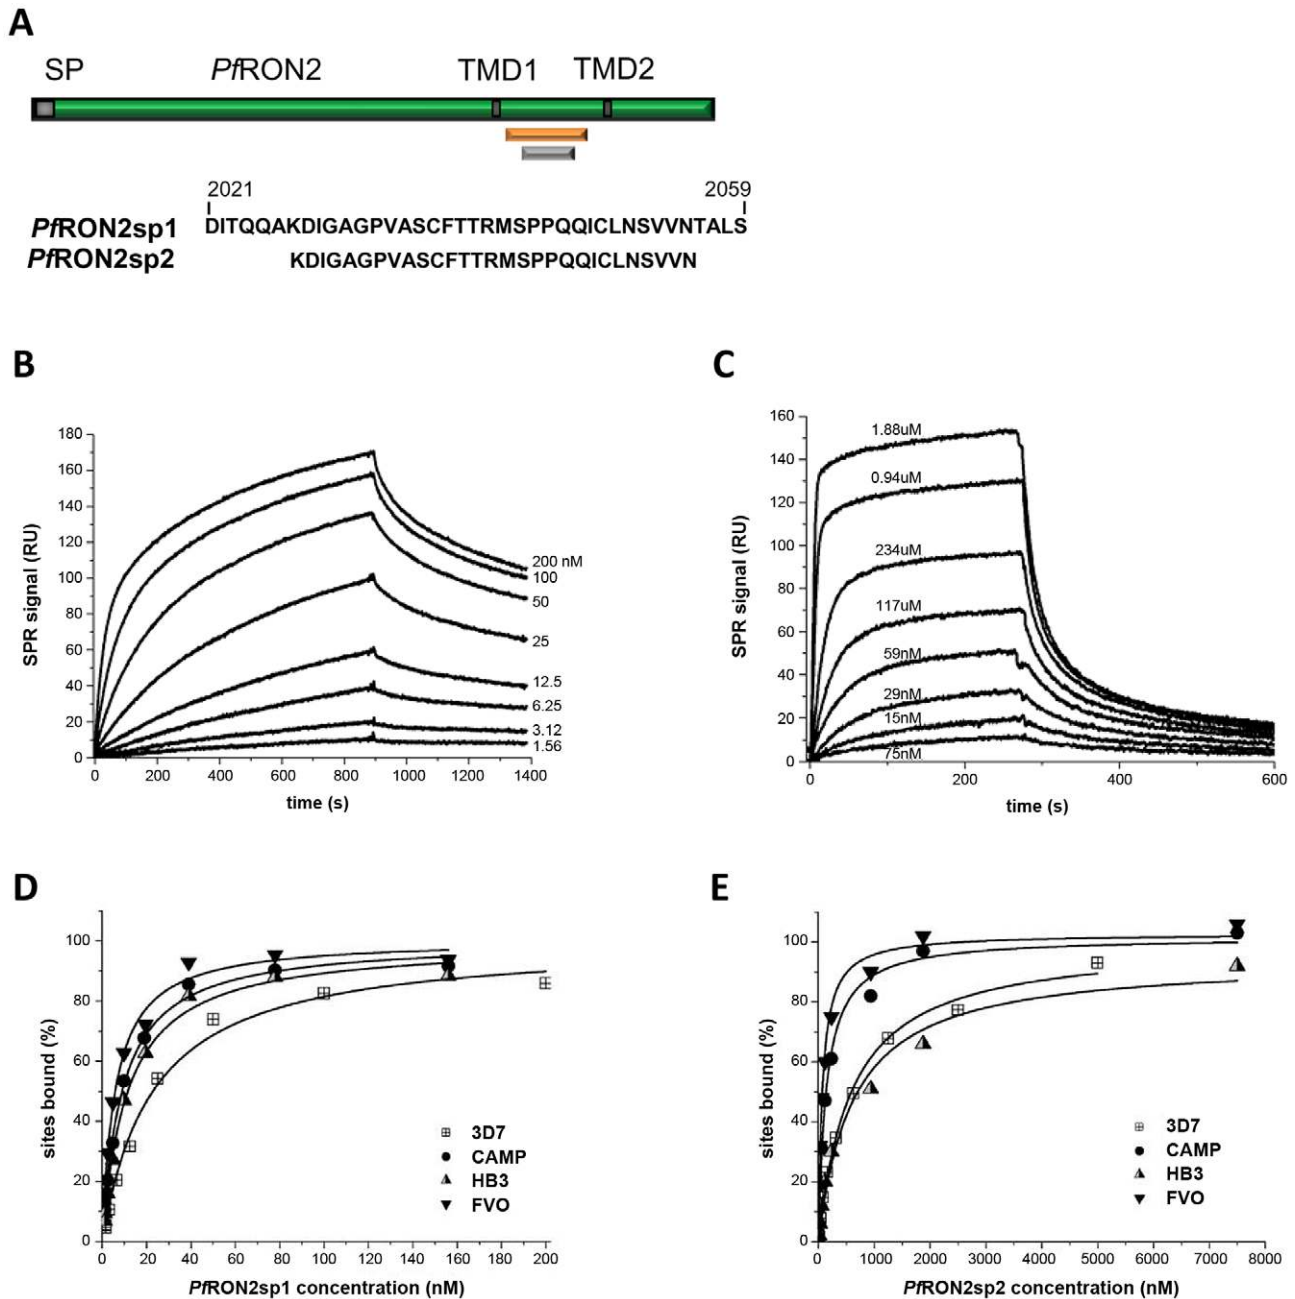 A
SP PfRON2 TMD1 TMD2
2021 2059
PfRON2sp1 DITQQAKDIGAGPVASCFTTRMSPPQQICLNSVVNTALS
PfRON2sp2 KDIGAGPVASCFTTRMSPPQQICLNSVVN
B
180
160
140
120
100
80
60
40
20
0
SPR signal (RU)
200 nM
100
50
25
12.5
6.25
3.12
1.56
0 200 400 600 800 1000 1200 1400
time (s)
C
160
140
120
100
80
60
40
20
0
SPR signal (RU)
1.88uM
0.94uM
234uM
117uM
59nM
29nM
15nM
75nM
0 200 400 600
time (s)
D
100
80
60
40
20
0
sites bound (%)
3D7
CAMP
HB3
FVO
0 20 40 60 80 100 120 140 160 180 200
PfRON2sp1 concentration (nM)
E
100
80
60
40
20
0
sites bound (%)
3D7
CAMP
HB3
FVO
0 1000 2000 3000 4000 5000 6000 7000 8000
PfRON2sp2 concentration (nM)